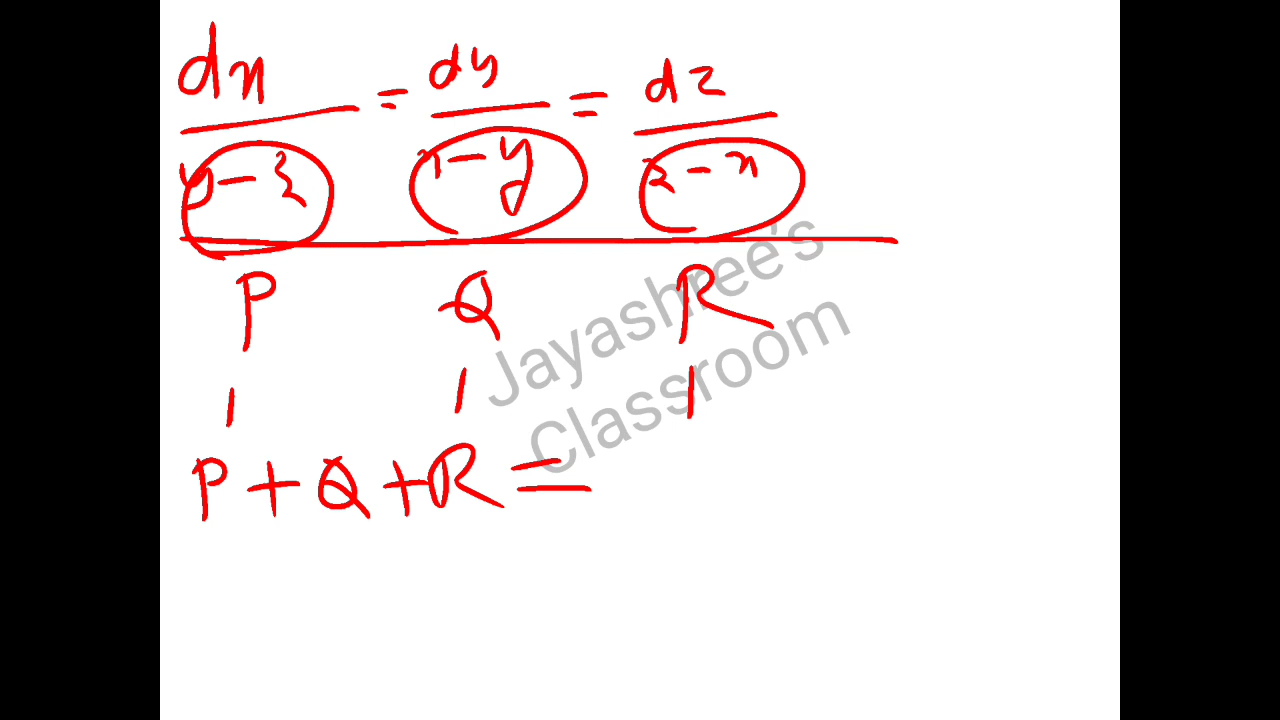 dx/y-z = dy/x-y = dz/z-x
P Q R
1 1 1
P+Q+R=
Jayashree's
Classroom